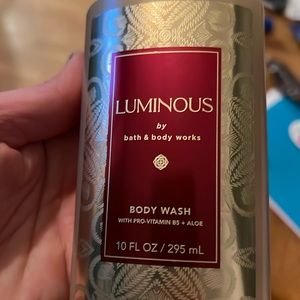 LUMINOUS
by
bath & body works
BODY WASH
WITH PRO-VITAMIN B5 + ALOE
10 FL OZ / 295 mL